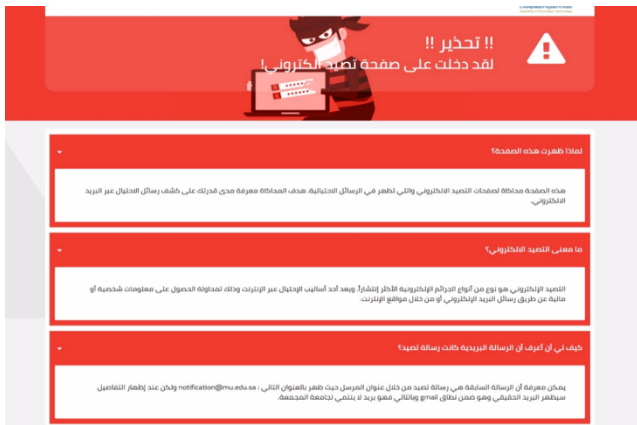 !! تحذير !!
لقد دخلت على صفحة تصيد إلكتروني!
لماذا ظهرت هذه الصفحة؟
هذه الصفحة محاكاة لصفحات التصيد الالكتروني واللي تظهر في الرسائل الاحتيالية. هدف المحاكاة معرفة مدى قدرتك على كشف رسائل الاحتيال عبر البريد
الالكتروني.
ما معنى التصيد الالكتروني؟
التصيد الإلكتروني هو نوع من أنواع الجرائم الإلكترونية الأكثر إنتشاراً. ويعد أحد أساليب الإحتيال عبر الإنترنت وذلك لمحاولة الحصول على معلومات شخصية أو
مالية عن طريق رسائل البريد الإلكتروني أو من خلال مواقع الإنترنت.
كيف لي أن أعرف أن الرسالة البريدية كانت رسالة تصيد؟
يمكن معرفة أن الرسالة السابقة هي رسالة تصيد من خلال عنوان المرسل حيث ظهر بالعنوان التالي : notification@mu.edu.sa ولكن عند إظهار التفاصيل
سيظهر البريد الحقيقي وهو ضمن نطاق gmail وبالتالي فهو بريد لا ينتمي لجامعة المجمعة.